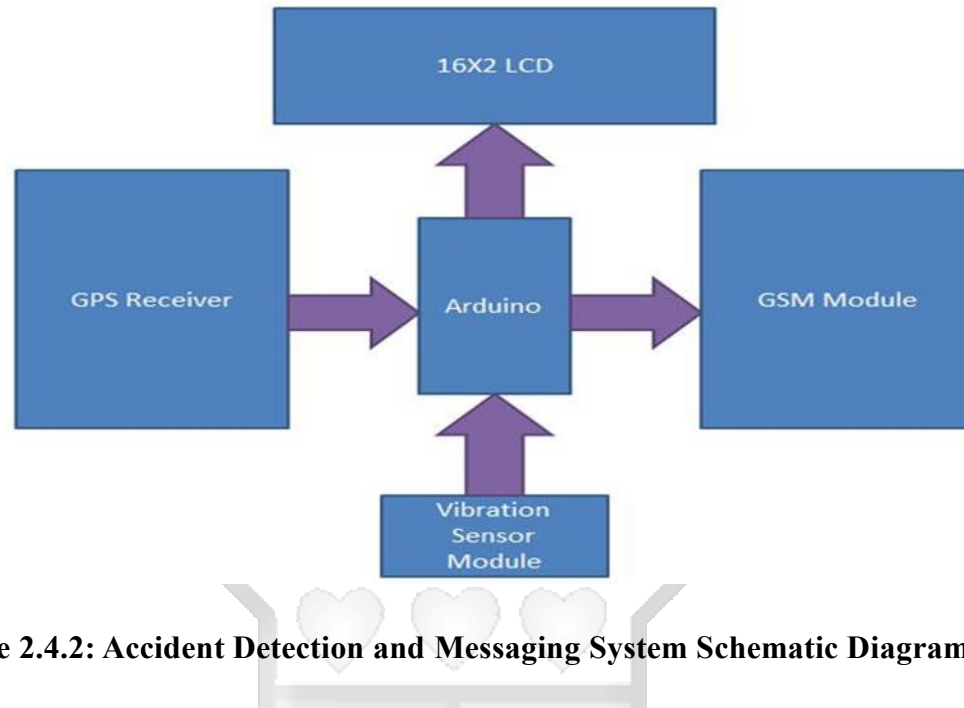 16X2 LCD
GPS Receiver
Arduino
GSM Module
Vibration
Sensor
Module
2.4.2: Accident Detection and Messaging System Schematic Diagram